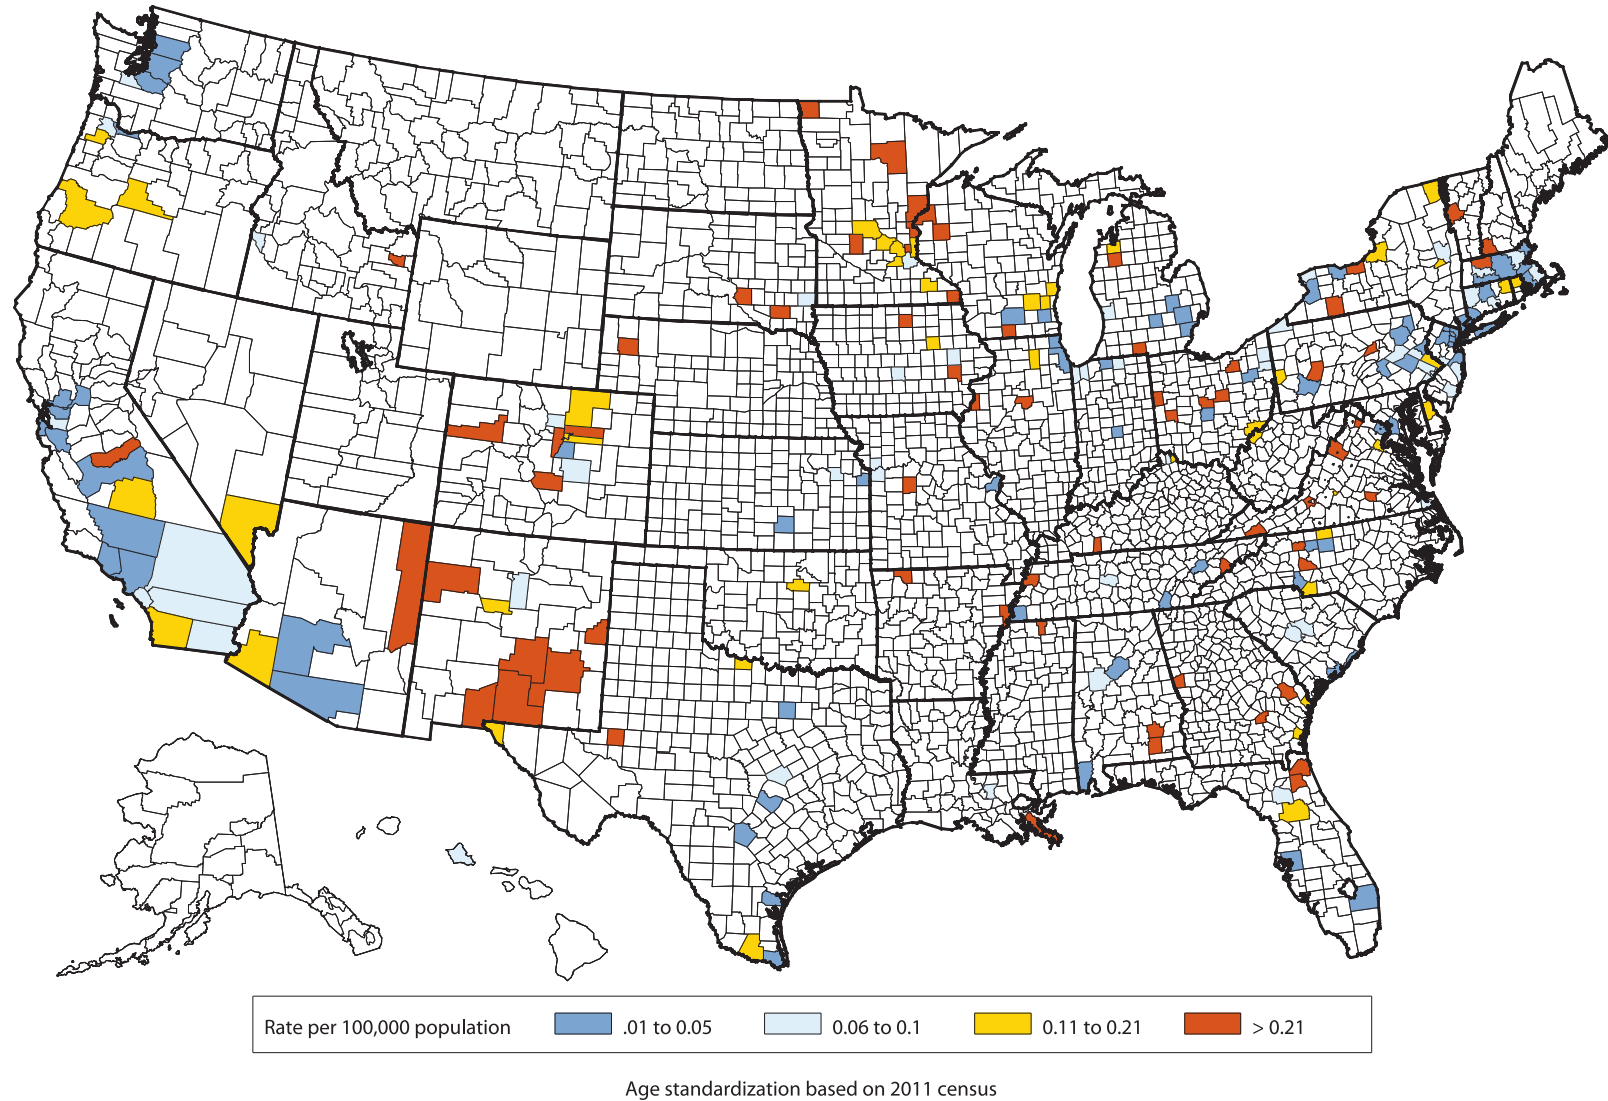 Rate per 100,000 population .01 to 0.05 0.06 to 0.1 0.11 to 0.21 > 0.21
Age standardization based on 2011 census